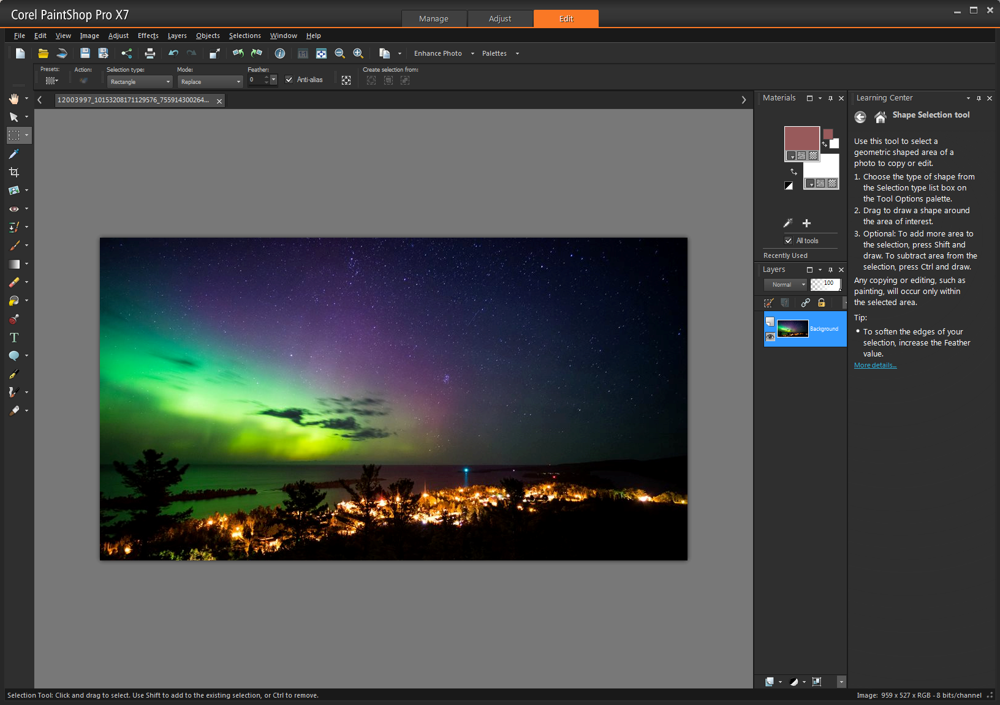 Corel PaintShop Pro X7
Manage
Adjust
Edit
File Edit View Image Adjust Effects Layers Objects Selections Window Help
Enhance Photo
Palettes
Presets:
Action:
Selection type:
Rectangle
Mode:
Replace
Feather:
0
Anti-alias
Create selection from:
12003997_10153208171129576_755914300264...
Materials
All tools
Recently Used
Layers
Normal
100
Background
Learning Center
Shape Selection tool
Use this tool to select a
geometric shaped area of a
photo to copy or edit.
1. Choose the type of shape from
the Selection type list box on
the Tool Options palette.
2. Drag to draw a shape around
the area of interest.
3. Optional: To add more area to
the selection, press Shift and
draw. To subtract area from the
selection, press Ctrl and draw.
Any copying or editing, such as
painting, will occur only within
the selected area.
Tip:
• To soften the edges of your
selection, increase the Feather
value.
More details...
Selection Tool: Click and drag to select. Use Shift to add to the existing selection, or Ctrl to remove.
Image: 959 x 527 x RGB - 8 bits/channel